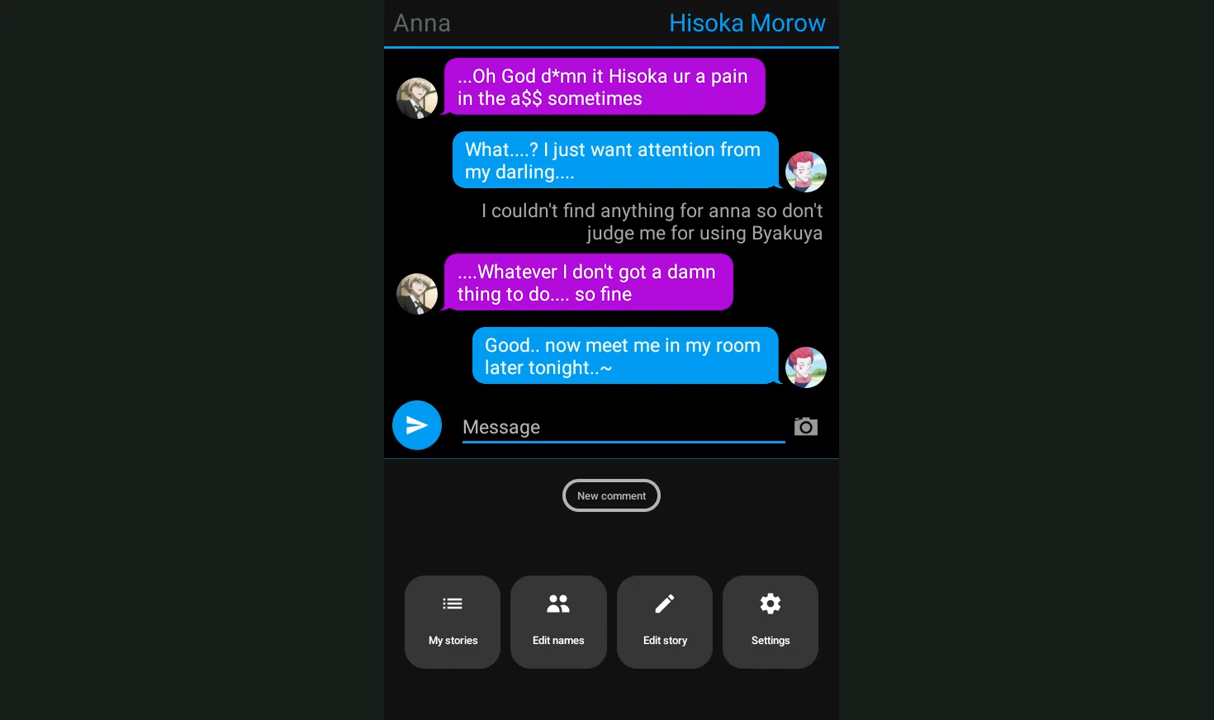 Anna
Hisoka Morow
...Oh God d*mn it Hisoka ur a pain
in the a$$ sometimes
What....? I just want attention from
my darling....
I couldn't find anything for anna so don't
judge me for using Byakuya
....Whatever I don't got a damn
thing to do.... so fine
Good.. now meet me in my room
later tonight..~
Message
New comment
My stories
Edit names
Edit story
Settings